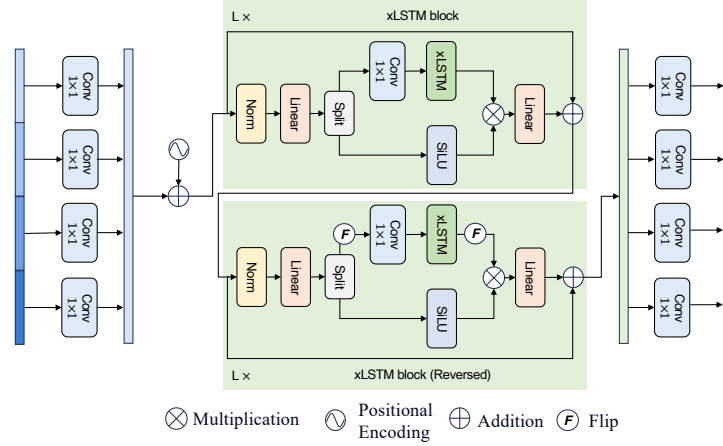 L ×
xLSTM block
Conv
1×1
Conv
1×1
Conv
1×1
Conv
1×1
Norm
Linear
Split
Conv
1×1
xLSTM
SiLU
Linear
Norm
Linear
Split
F
Conv
1×1
xLSTM
F
SiLU
Linear
L ×
xLSTM block (Reversed)
Conv
1×1
Conv
1×1
Conv
1×1
Conv
1×1
Multiplication
Positional
Encoding
Addition
F
Flip